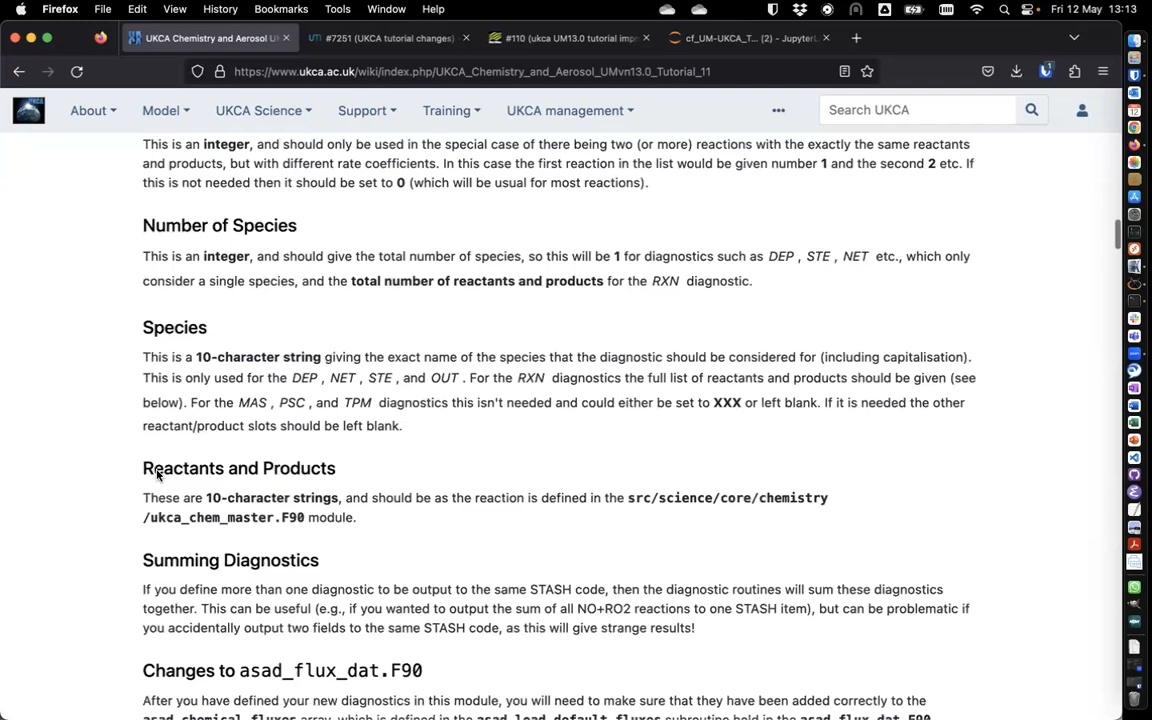 Firefox File Edit View History Bookmarks Tools Window Help Fri 12 May 13:13
UKCA Chemistry and Aerosol U #7251 (UKCA tutorial changes) #110 (ukca UM13.0 tutorial imp cf_UM-UKCA_T... (2) - JupyterL
https://www.ukca.ac.uk/wiki/index.php/UKCA_Chemistry_and_Aerosol_UMvn13.0_Tutorial_11
About Model UKCA Science Support Training UKCA management Search UKCA
This is an integer, and should only be used in the special case of there being two (or more) reactions with the exactly the same reactants
and products, but with different rate coefficients. In this case the first reaction in the list would be given number 1 and the second 2 etc. If
this is not needed then it should be set to 0 (which will be usual for most reactions).
Number of Species
This is an integer, and should give the total number of species, so this will be 1 for diagnostics such as DEP , STE , NET etc., which only
consider a single species, and the total number of reactants and products for the RXN diagnostic.
Species
This is a 10-character string giving the exact name of the species that the diagnostic should be considered for (including capitalisation).
This is only used for the DEP , NET , STE , and OUT . For the RXN diagnostics the full list of reactants and products should be given (see
below). For the MAS , PSC , and TPM diagnostics this isn't needed and could either be set to XXX or left blank. If it is needed the other
reactant/product slots should be left blank.
Reactants and Products
These are 10-character strings, and should be as the reaction is defined in the src/science/core/chemistry
/ukca_chem_master.F90 module.
Summing Diagnostics
If you define more than one diagnostic to be output to the same STASH code, then the diagnostic routines will sum these diagnostics
together. This can be useful (e.g., if you wanted to output the sum of all NO+RO2 reactions to one STASH item), but can be problematic if
you accidentally output two fields to the same STASH code, as this will give strange results!
Changes to asad_flux_dat.F90
After you have defined your new diagnostics in this module, you will need to make sure that they have been added correctly to the
asad_chemical_fluxes array, which is defined in the asad_load_default_fluxes subroutine held in the asad_flux_dat.F90